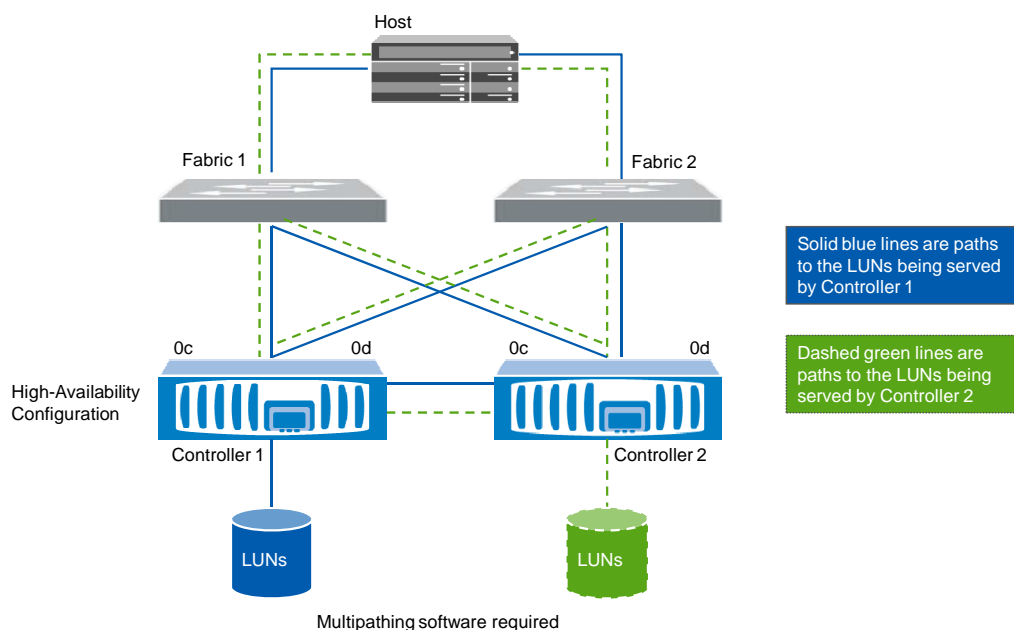 Host
Fabric 1
Fabric 2
Solid blue lines are paths
to the LUNs being served
by Controller 1
0c
0d
0c
0d
Dashed green lines are
paths to the LUNs being
served by Controller 2
High-Availability
Configuration
Controller 1
Controller 2
LUNs
LUNs
Multipathing software required